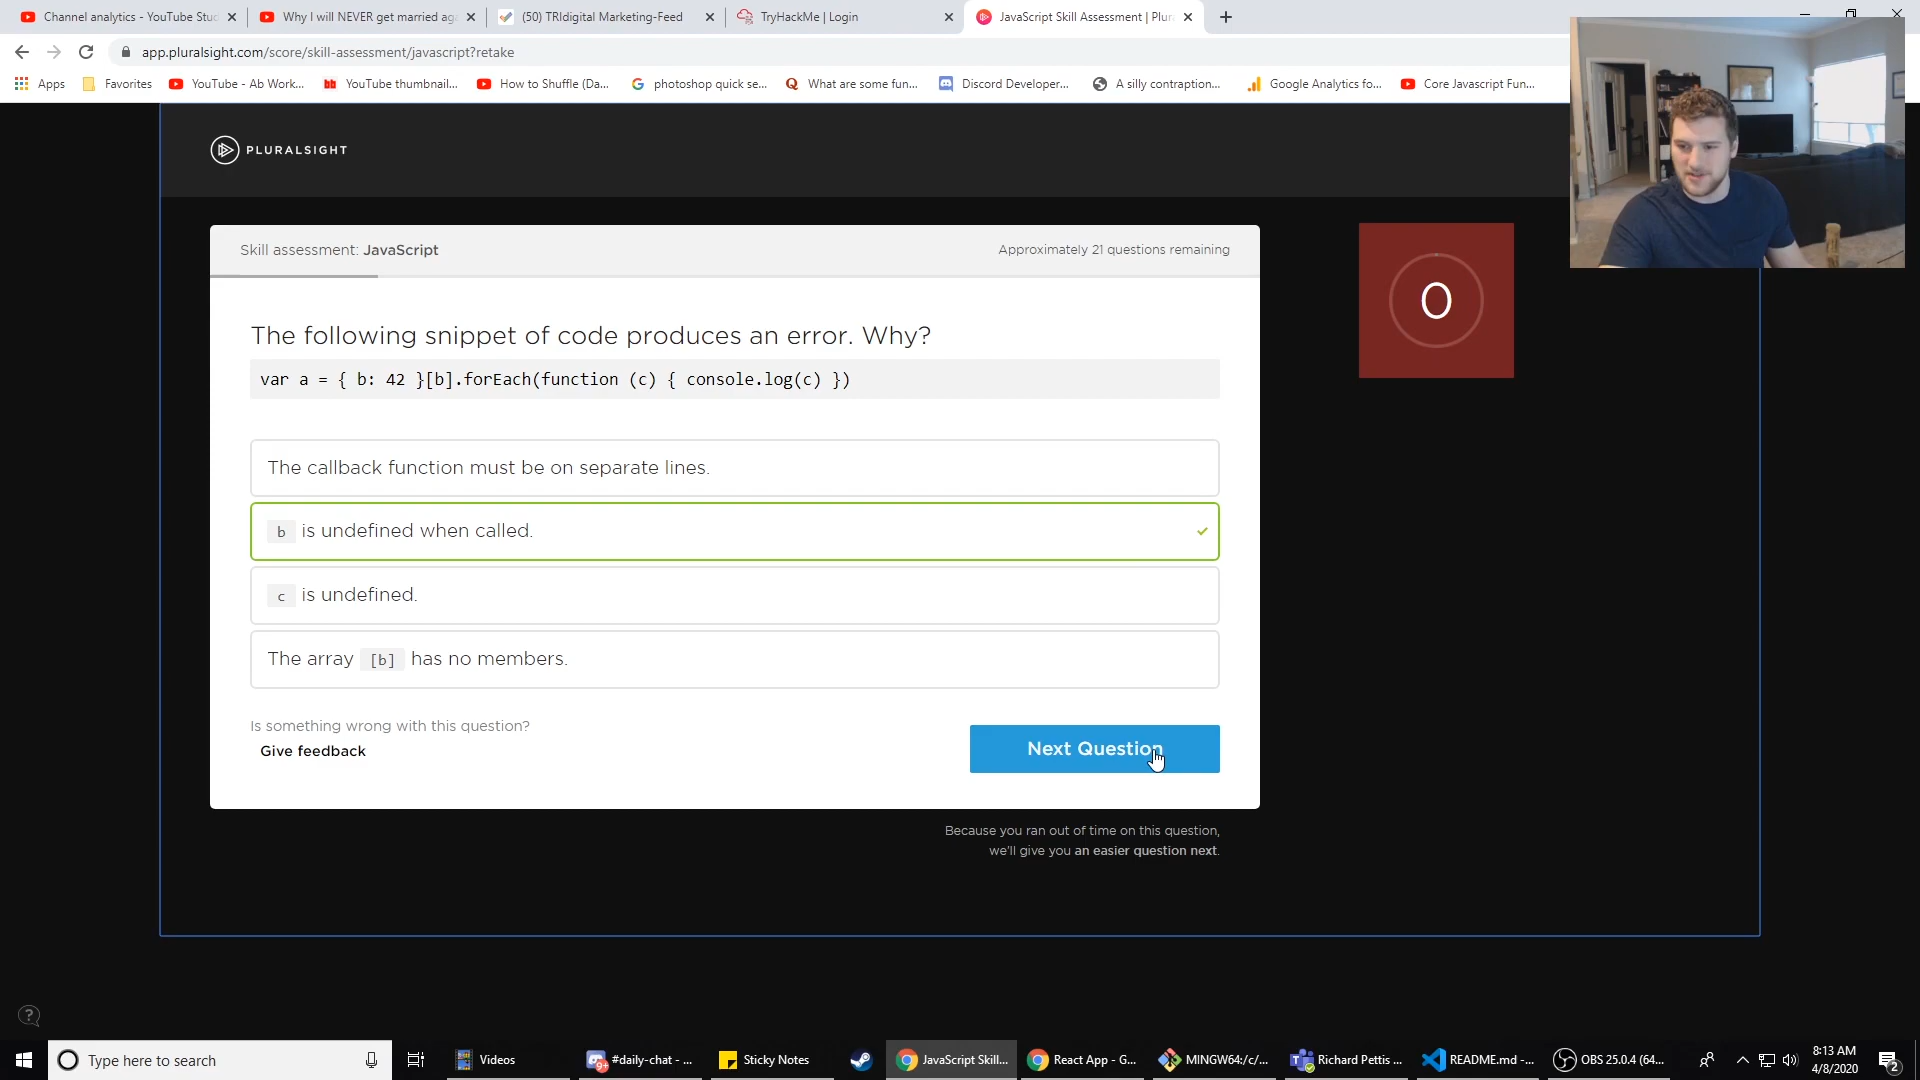 Channel analytics - YouTube Stu
Why I will NEVER get married aga
(50) TRIdigital Marketing-Feed
TryHackMe | Login
JavaScript Skill Assessment | Plur
app.pluralsight.com/score/skill-assessment/javascript?retake
Apps
Favorites
YouTube - Ab Work...
YouTube thumbnail...
How to Shuffle (Da...
photoshop quick se...
What are some fun...
Discord Developer...
A silly contraption...
Google Analytics fo...
Core Javascript Fun...
PLURALSIGHT
Skill assessment: JavaScript
Approximately 21 questions remaining
0
The following snippet of code produces an error. Why?
var a = { b: 42 }[b].forEach(function (c) { console.log(c) })
The callback function must be on separate lines.
b is undefined when called.
c is undefined.
The array [b] has no members.
Is something wrong with this question?
Give feedback
Next Question
Because you ran out of time on this question,
we'll give you an easier question next.
?
Type here to search
Videos
#daily-chat - ...
Sticky Notes
JavaScript Skill...
React App - G...
MINGW64:/c/...
Richard Pettis ...
README.md -...
OBS 25.0.4 (64...
8:13 AM
4/8/2020
2